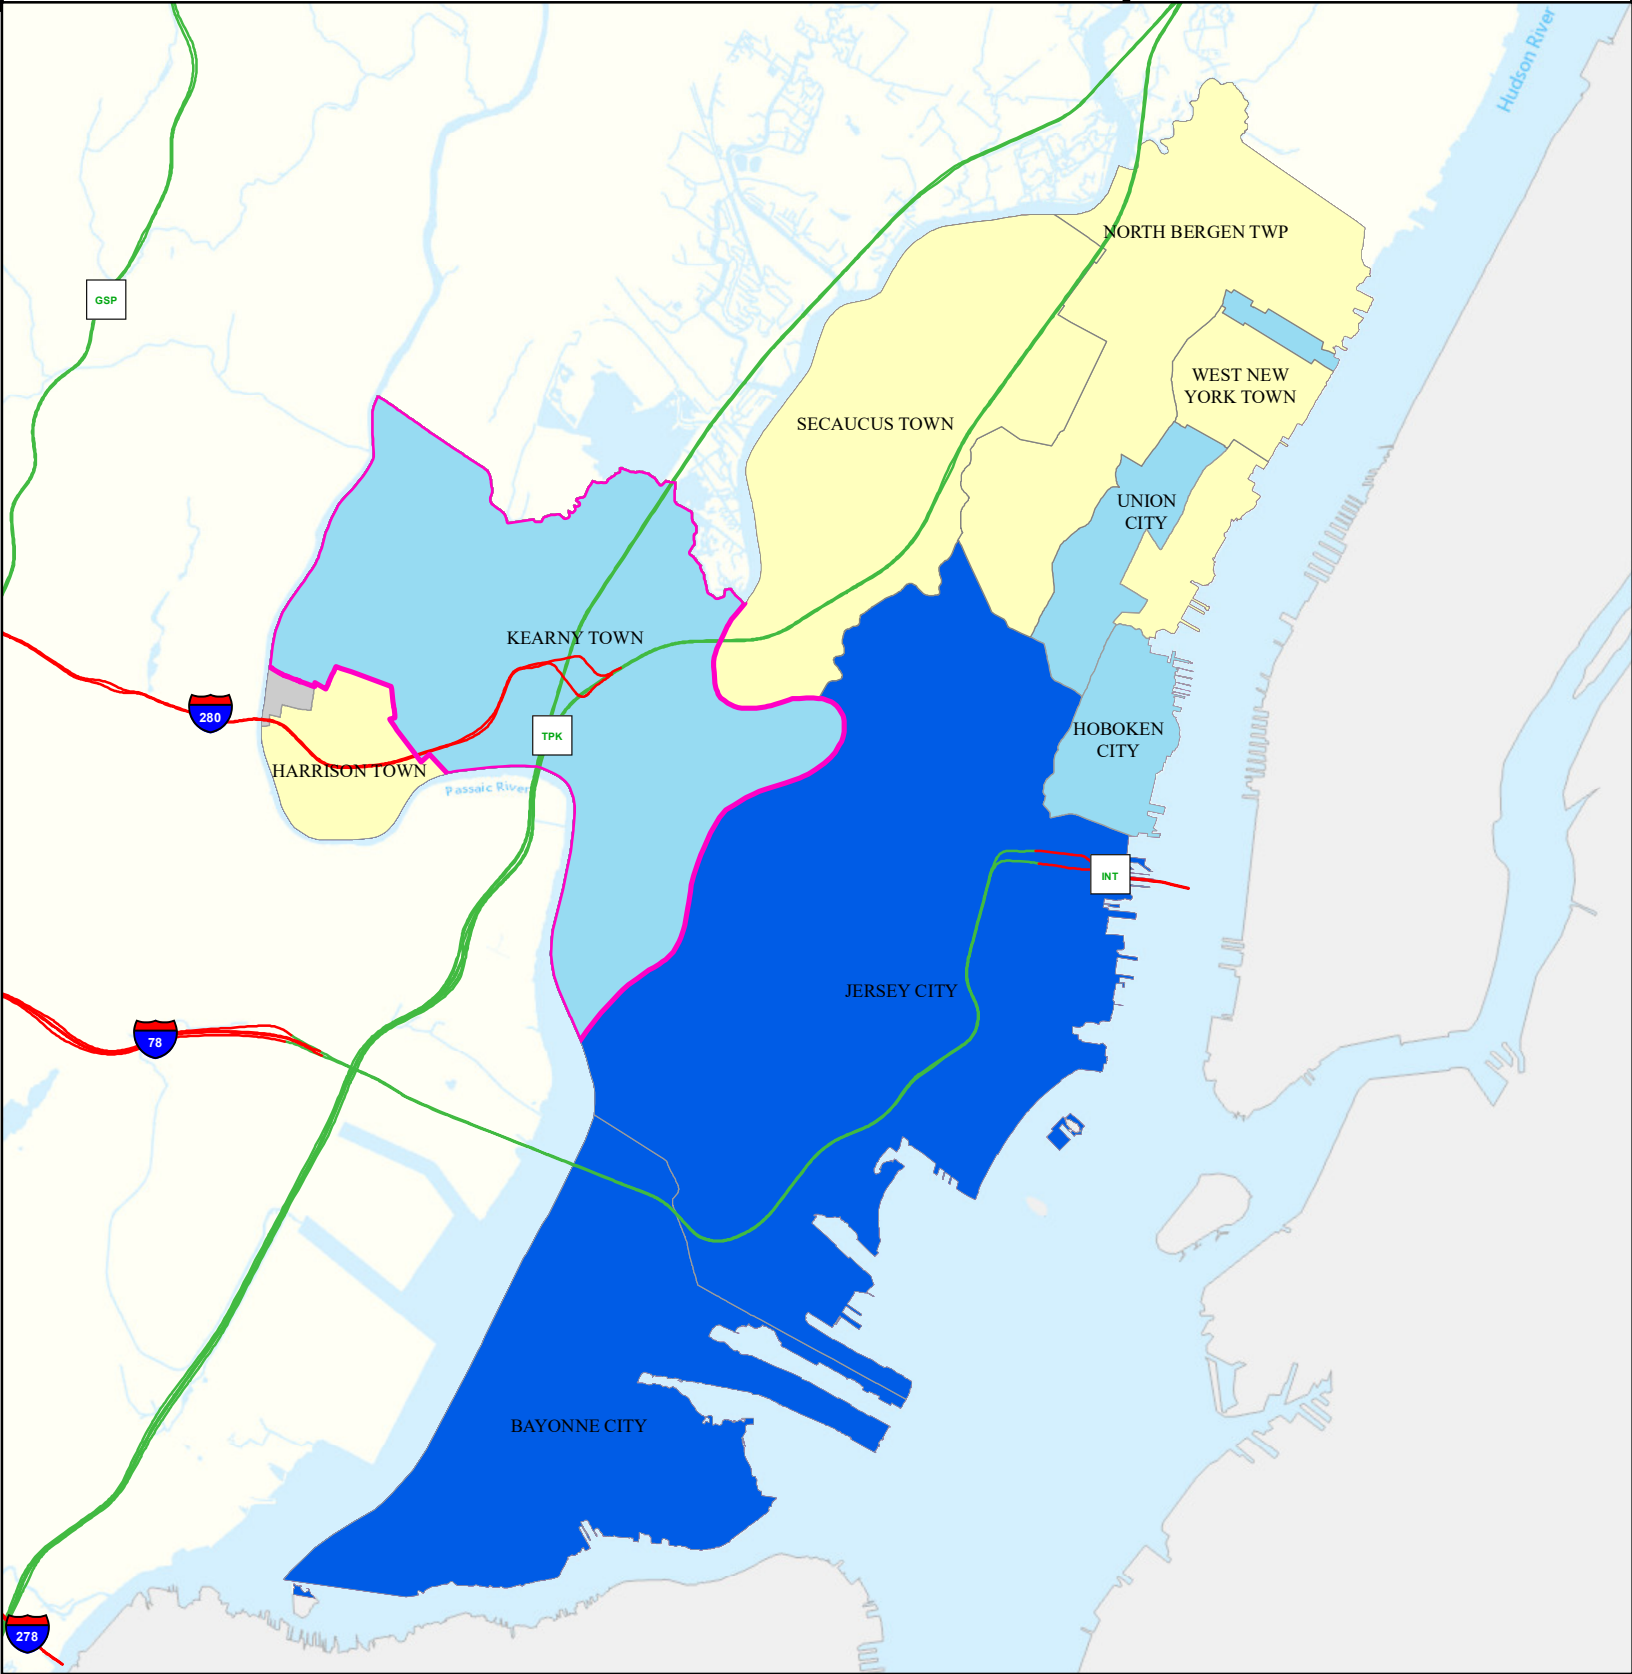 Hudson River
NORTH BERGEN TWP
GSP
WEST NEW
YORK TOWN
SECAUCUS TOWN
UNION
CITY
KEARNY TOWN
280
TPK
HOBOKEN
CITY
HARRISON TOWN
Passaic River
INT
JERSEY CITY
78
BAYONNE CITY
278